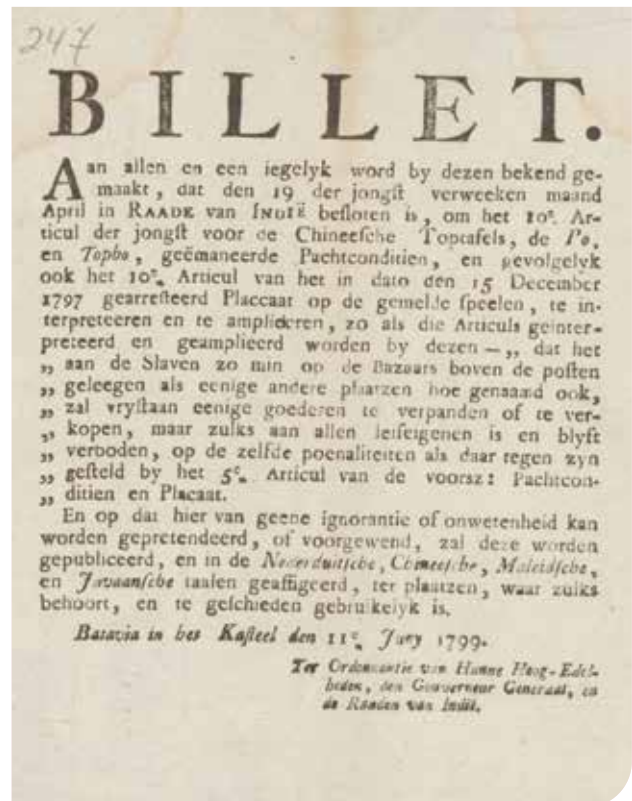 247
BILLET.
Aan allen en een iegelyk word by dezen bekend ge-
maakt, dat den 19 der jongſt verweeken maand
April in RAADE van INDIË beſloten is, om het 10e. Ar-
ticul der jongſt voor de Chineeſche Toptafels, de Po,
en Topho, geëmaneerde Pachtconditien, en gevolgelyk
ook het 10e. Articul van het in dato den 15 December
1797 gearreſteerd Placcaat op de gemelde ſpeelen, te in-
terpreteeren en te amplieeren, zo als die Articuls geinter-
preteerd en geamplieerd worden by dezen —,, dat het
,, aan de Slaven zo min op de Bazaars boven de poſten
,, geleegen als eenige andere plaatzen hoe genaamd ook,
,, zal vryſtaan eenige goederen te verpanden of te ver-
,, kopen, maar zulks aan allen leifeigenen is en blyft
,, verboden, op de zelfde poenaliteiten als daar tegen zyn
,, geſteld by het 5e. Articul van de voorsz: Pachtcon-
,, ditien en Placaat.
En op dat hier van geene ignorantie of onwetenheid kan
worden gepretendeerd, of voorgewend, zal deze worden
gepubliceerd, en in de Nederduitſche, Chineeſche, Maleidſche,
en Javaanſche taalen geaffigeerd, ter plaatzen, waar zulks
behoort, en te geſchieden gebruikelyk is.
Batavia in het Kaſteel den 11e. Juny 1799.
Ter Ordonnantie van Hunne Hoog-Edel-
heden, den Gouverneur Generaal, en
de Raaden van Indië.